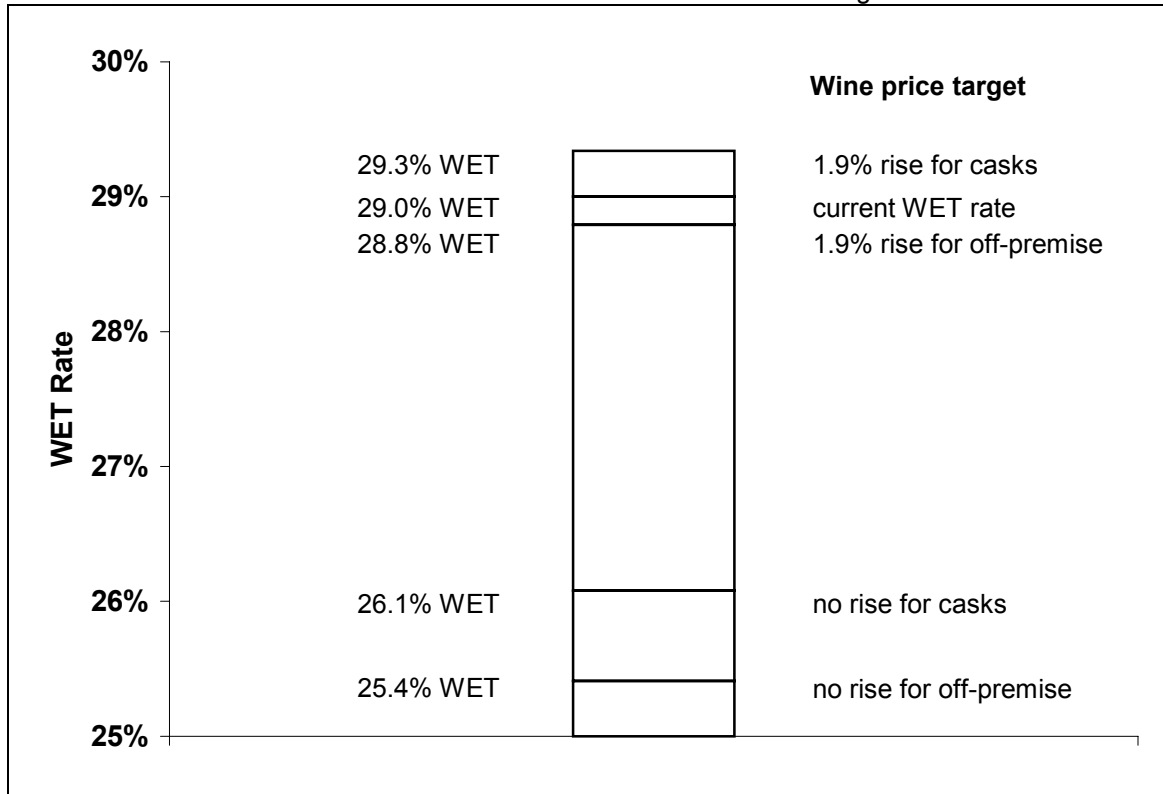 30%
Wine price target
29.3% WET 1.9% rise for casks
29%
29.0% WET current WET rate
28.8% WET 1.9% rise for off-premise
28%
WET Rate
27%
26%
26.1% WET no rise for casks
25.4% WET no rise for off-premise
25%